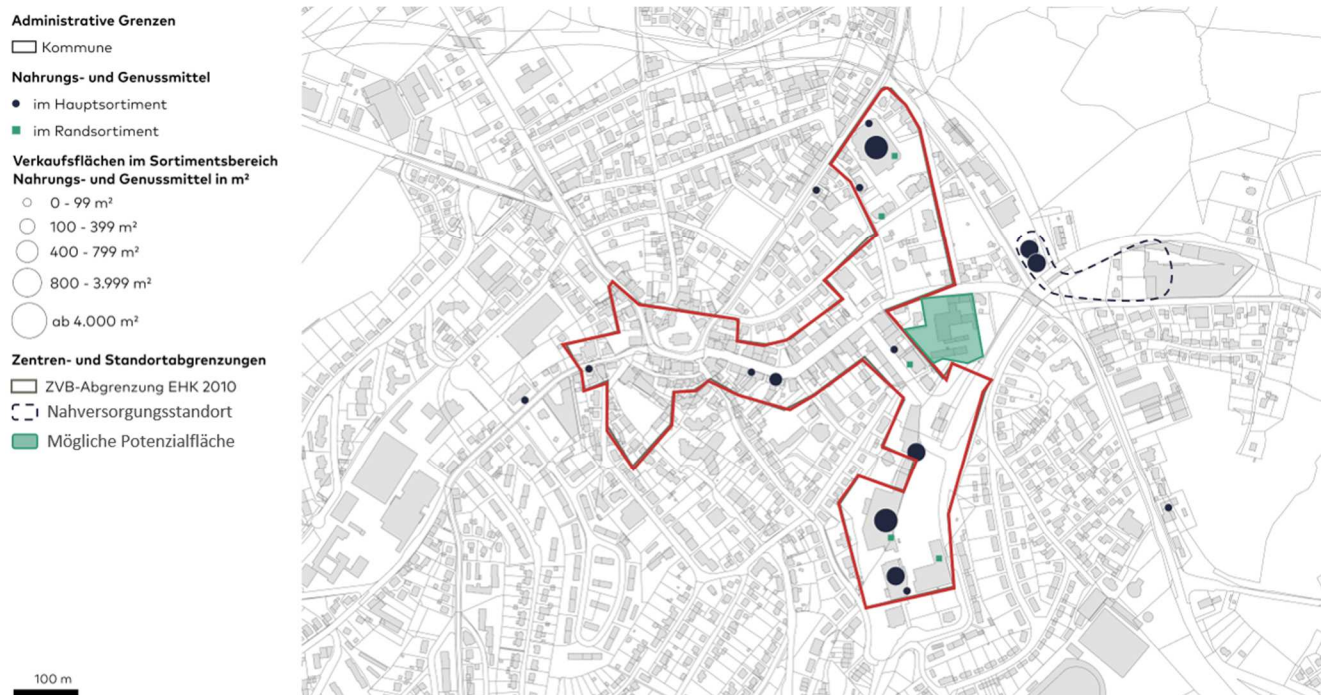 Administrative Grenzen
Kommune
Nahrungs- und Genussmittel
im Hauptsortiment
im Randsortiment
Verkaufsflächen im Sortimentsbereich
Nahrungs- und Genussmittel in m²
0 - 99 m²
100 - 399 m²
400 - 799 m²
800 - 3.999 m²
ab 4.000 m²
Zentren- und Standortabgrenzungen
ZVB-Abgrenzung EHK 2010
Nahversorgungsstandort
Mögliche Potenzialfläche
100 m